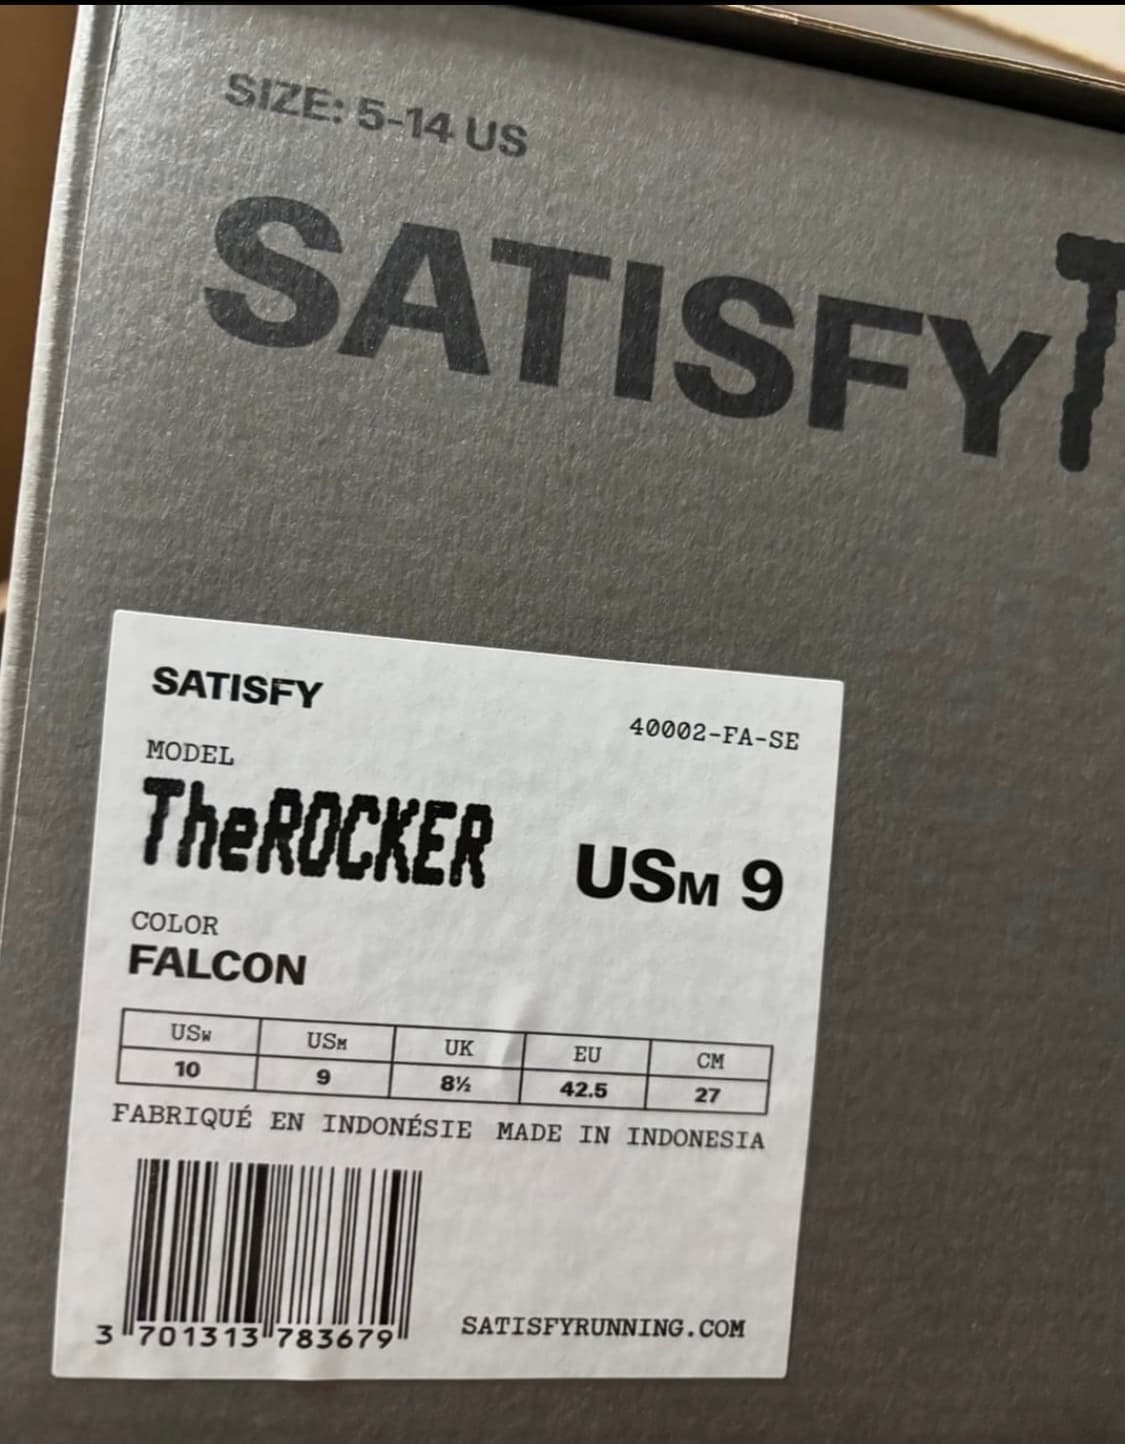 SIZE: 5-14 US
SATISFY
SATISFY
40002-FA-SE
MODEL
TheROCKER
USM 9
COLOR
FALCON
USW USM UK EU CM
10 9 8½ 42.5 27
FABRIQUÉ EN INDONÉSIE MADE IN INDONESIA
3 701313 783679
SATISFYRUNNING.COM